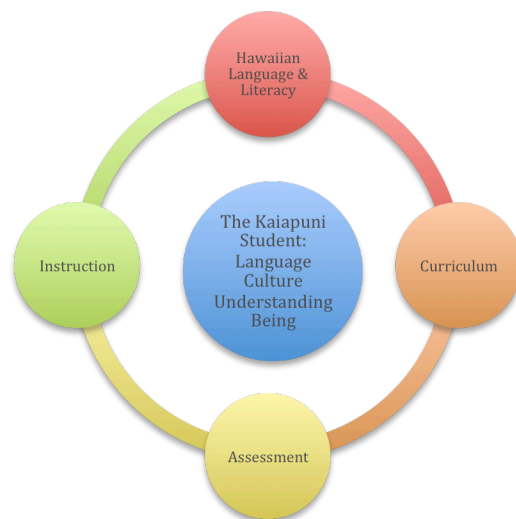 Hawaiian
Language &
Literacy
The Kaiapuni
Student:
Language
Culture
Understanding
Being
Instruction
Curriculum
Assessment